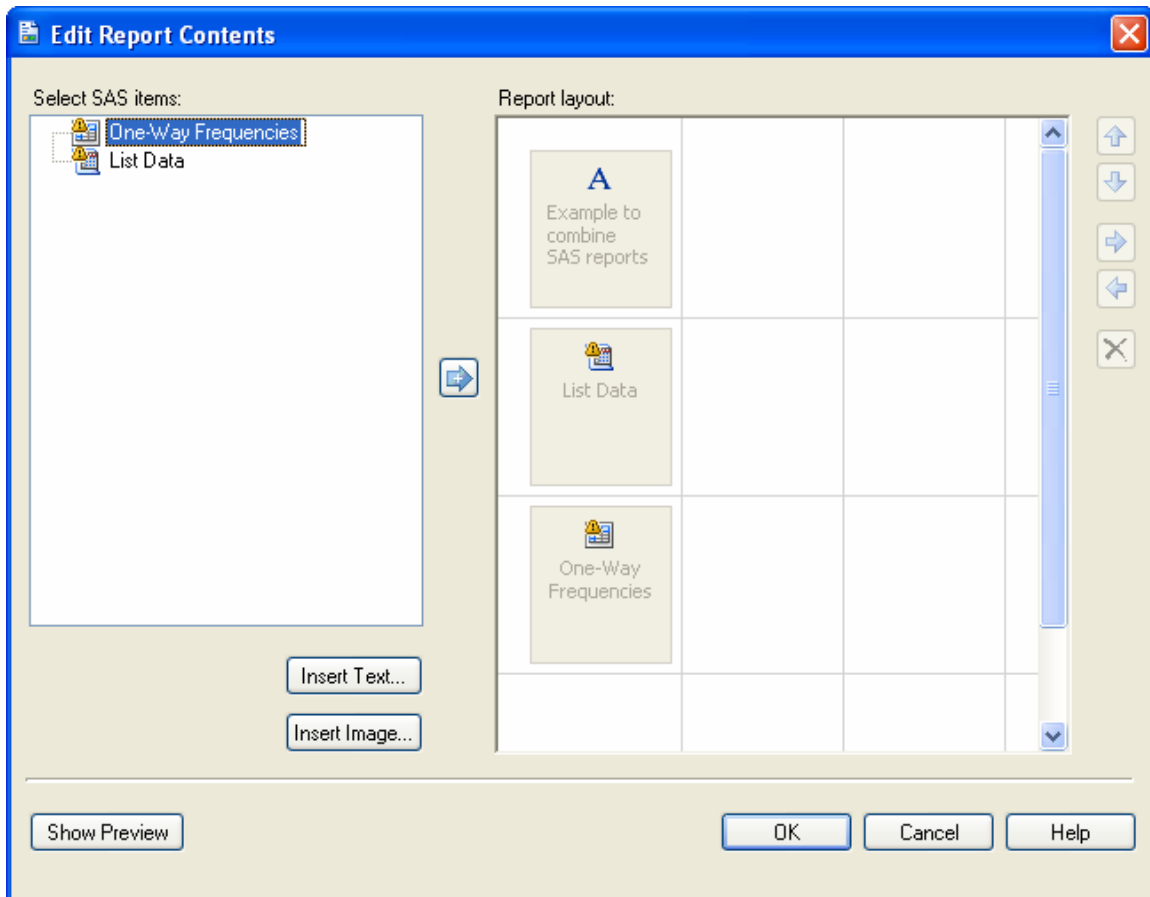 Edit Report Contents
Select SAS items:
One-Way Frequencies
List Data
Insert Text...
Insert Image...
Report layout:
A
Example to
combine
SAS reports
List Data
One-Way
Frequencies
Show Preview
OK
Cancel
Help